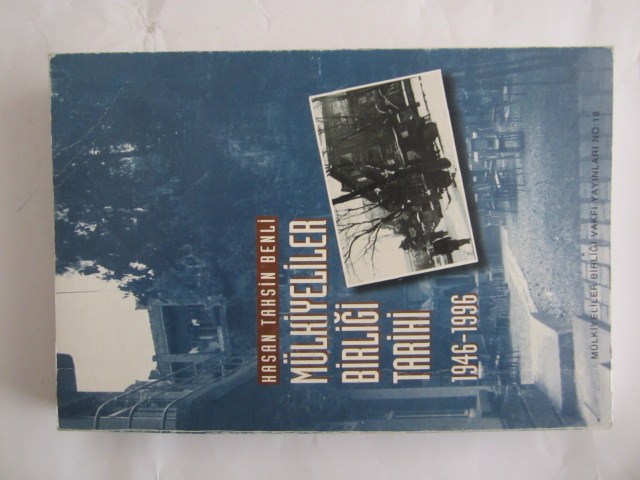 HASAN TAHSİN BENLİ
MÜLKİYELİLER
BİRLİĞİ
TARİHİ
1946-1996
MÜLKİYELİLER BİRLİĞİ VAKFI YAYINLARI NO:18